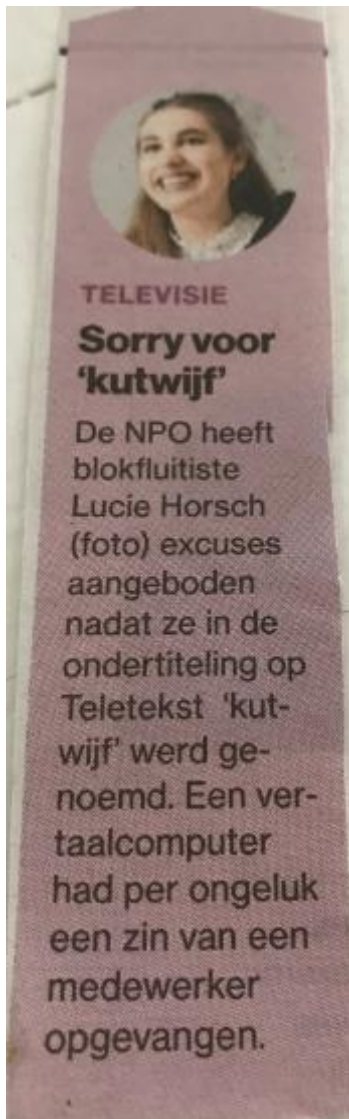 TELEVISIE
Sorry voor
‘kutwijf’
De NPO heeft
blokfluitiste
Lucie Horsch
(foto) excuses
aangeboden
nadat ze in de
ondertiteling op
Teletekst ‘kut-
wijf’ werd ge-
noemd. Een ver-
taalcomputer
had per ongeluk
een zin van een
medewerker
opgevangen.